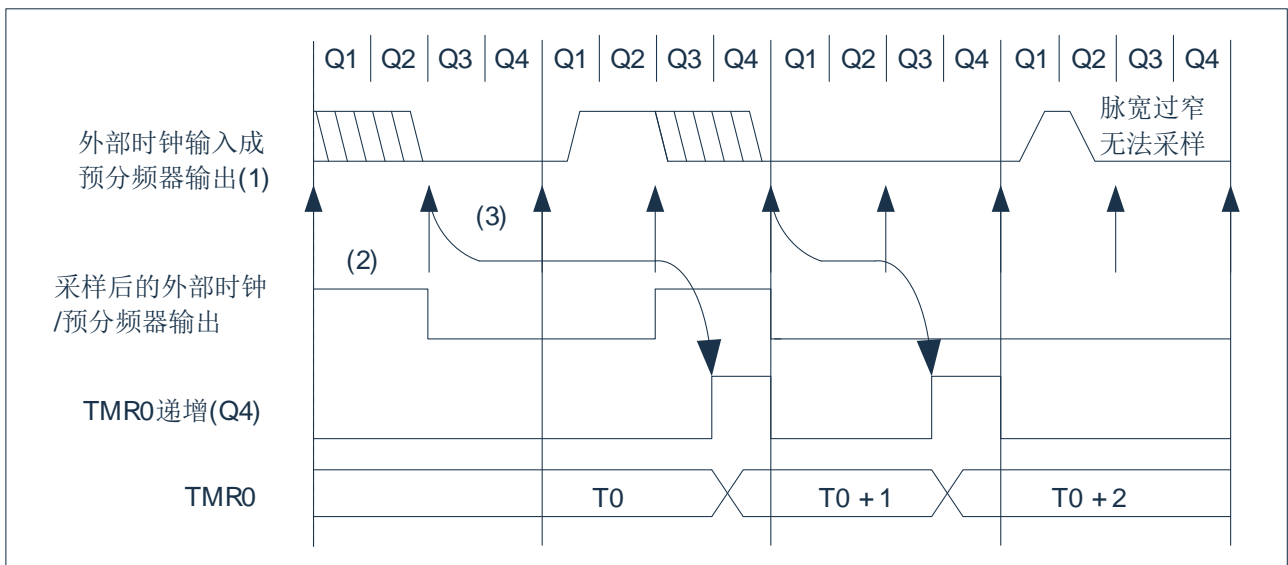 Q1 Q2 Q3 Q4 Q1 Q2 Q3 Q4 Q1 Q2 Q3 Q4 Q1 Q2 Q3 Q4
脉宽过窄
无法采样
外部时钟输入成
预分频器输出(1)
(3)
(2)
采样后的外部时钟
/预分频器输出
TMR0递增(Q4)
TMR0 T0 T0 + 1 T0 + 2